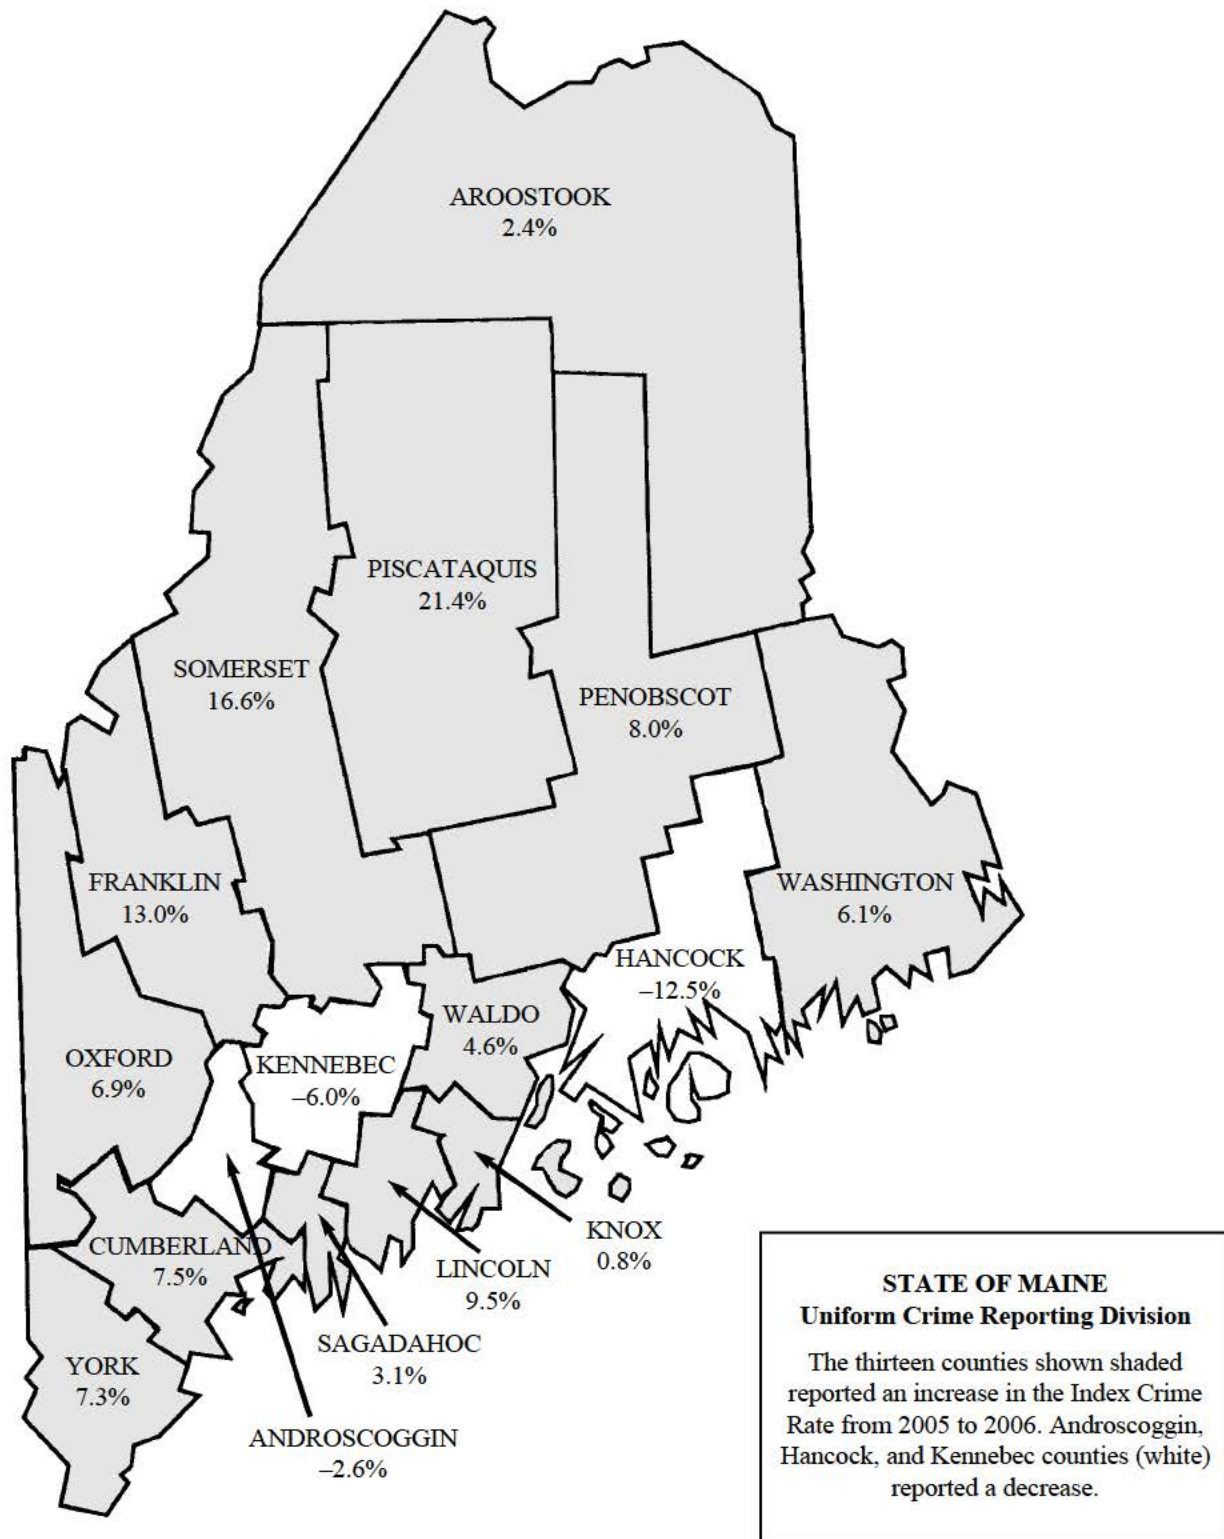 AROOSTOOK
2.4%
PISCATAQUIS
21.4%
SOMERSET
16.6%
PENOBSCOT
8.0%
FRANKLIN
13.0%
WASHINGTON
6.1%
HANCOCK
–12.5%
WALDO
4.6%
OXFORD
6.9%
KENNEBEC
–6.0%
KNOX
0.8%
CUMBERLAND
7.5%
LINCOLN
9.5%
SAGADAHOC
3.1%
YORK
7.3%
ANDROSCOGGIN
–2.6%
STATE OF MAINE
Uniform Crime Reporting Division
The thirteen counties shown shaded
reported an increase in the Index Crime
Rate from 2005 to 2006. Androscoggin,
Hancock, and Kennebec counties (white)
reported a decrease.